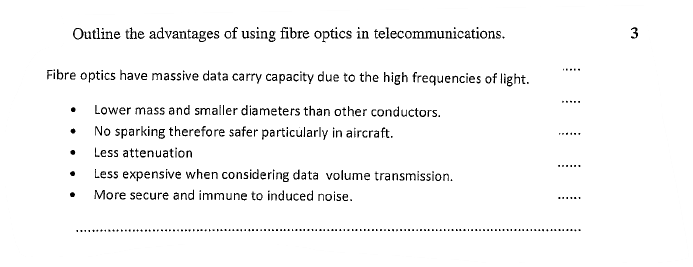 Outline the advantages of using fibre optics in telecommunications. 3
Fibre optics have massive data carry capacity due to the high frequencies of light.
• Lower mass and smaller diameters than other conductors.
• No sparking therefore safer particularly in aircraft.
• Less attenuation
• Less expensive when considering data volume transmission.
• More secure and immune to induced noise.